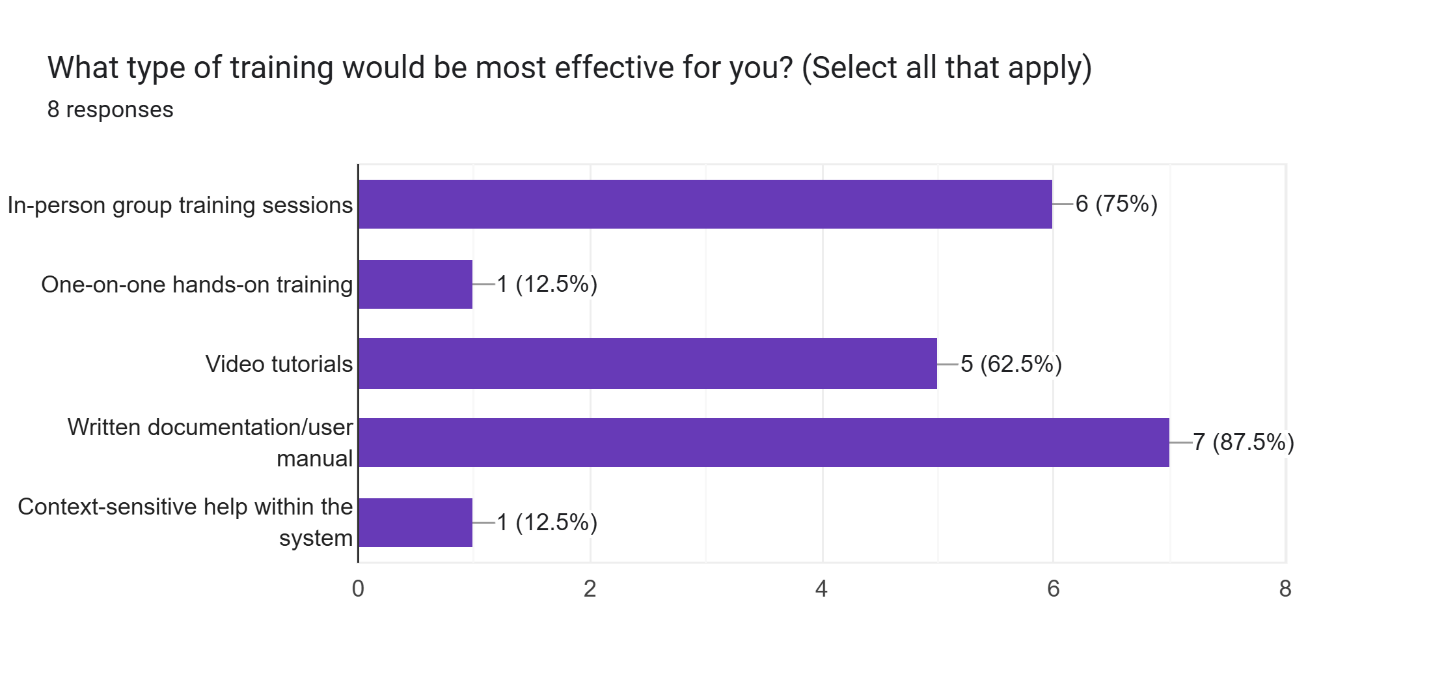 What type of training would be most effective for you? (Select all that apply)
8 responses
In-person group training sessions
6 (75%)
One-on-one hands-on training
1 (12.5%)
Video tutorials
5 (62.5%)
Written documentation/user
manual
7 (87.5%)
Context-sensitive help within the
system
1 (12.5%)
0 2 4 6 8